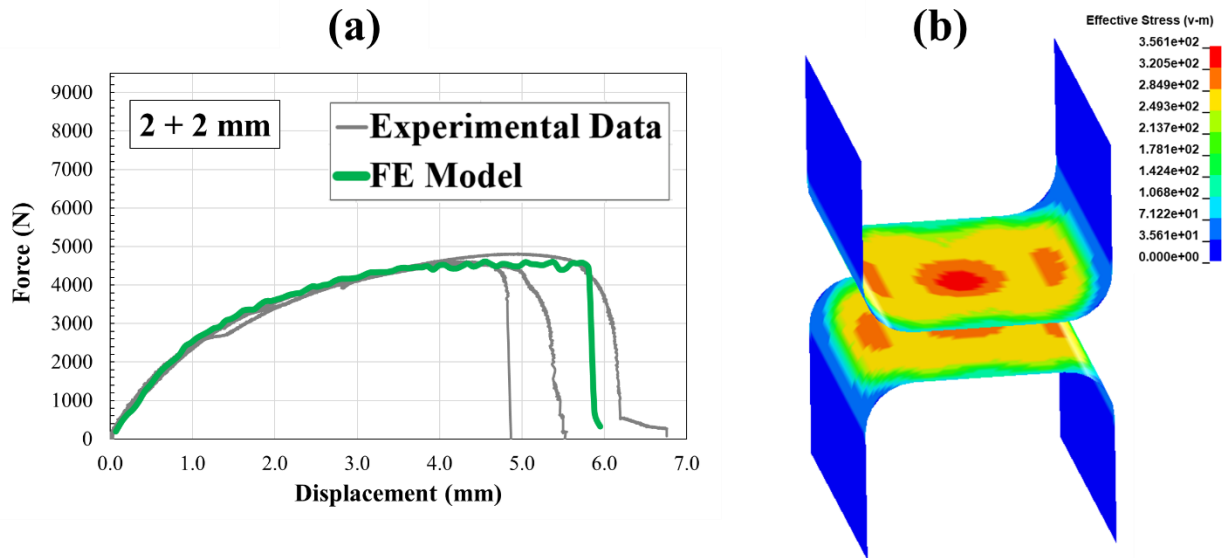 (a)
9000
8000
7000
6000
5000
4000
3000
2000
1000
0
Force (N)
2 + 2 mm
Experimental Data
FE Model
0.0 1.0 2.0 3.0 4.0 5.0 6.0 7.0
Displacement (mm)
(b)
Effective Stress (v-m)
3.561e+02
3.205e+02
2.849e+02
2.493e+02
2.137e+02
1.781e+02
1.424e+02
1.068e+02
7.122e+01
3.561e+01
0.000e+00